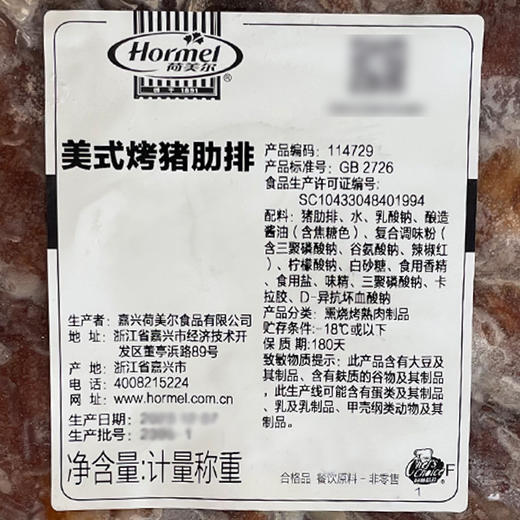 Hormel
荷美尔
始于1891
®
美式烤猪肋排
产品编码：114729
产品标准号：GB 2726
食品生产许可证编号：
SC10433048401994
配料：猪肋排、水、乳酸钠、酿造
酱油（含焦糖色）、复合调味粉（
含三聚磷酸钠、谷氨酸钠、辣椒红
）、柠檬酸钠、白砂糖、食用香精
、食用盐、味精、三聚磷酸钠、卡
拉胶、D-异抗坏血酸钠
产品分类：熏烧烤熟肉制品
贮存条件：-18℃或以下
保 质 期：180天
致敏物质提示：此产品含有大豆及
其制品、含有麸质的谷物及其制品，
此生产线可能含有蛋类及其制品
、乳及乳制品、甲壳纲类动物及其
制品。
生产者：嘉兴荷美尔食品有限公司
地 址：浙江省嘉兴市经济技术开
发区董亭浜路89号
产 地：浙江省嘉兴市
电 话：4008215224
网 址：www.hormel.com.cn
生产日期：
生产批号：
净含量:计量称重
合格品 餐饮原料－非零售
Chef's
Choice
F
1